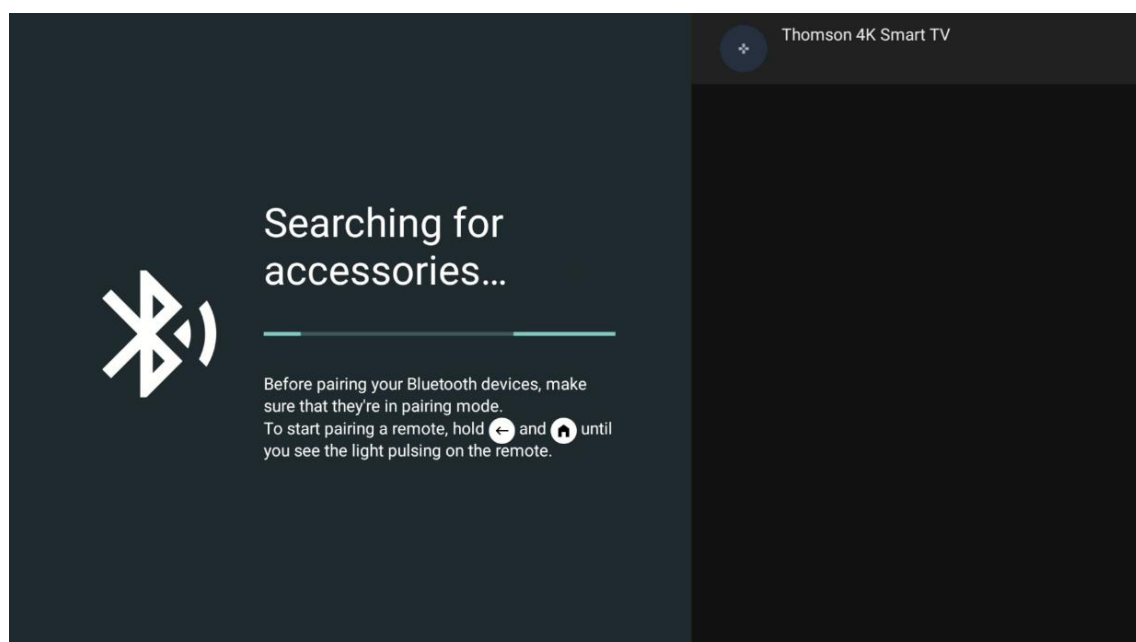 Searching for
accessories...
Before pairing your Bluetooth devices, make
sure that they're in pairing mode.
To start pairing a remote, hold and until
you see the light pulsing on the remote.
Thomson 4K Smart TV